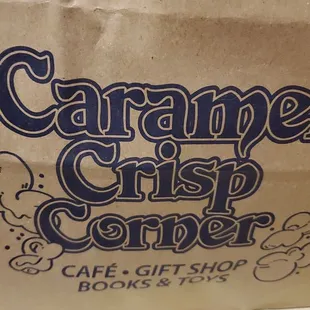 Carame
Crisp
Corner
CAFÉ • GIFT SHOP
BOOKS & TOYS